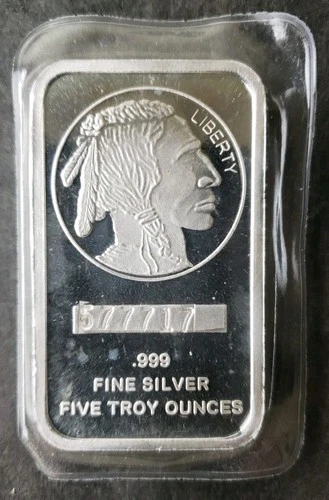 LIBERTY
577717
.999
FINE SILVER
FIVE TROY OUNCES